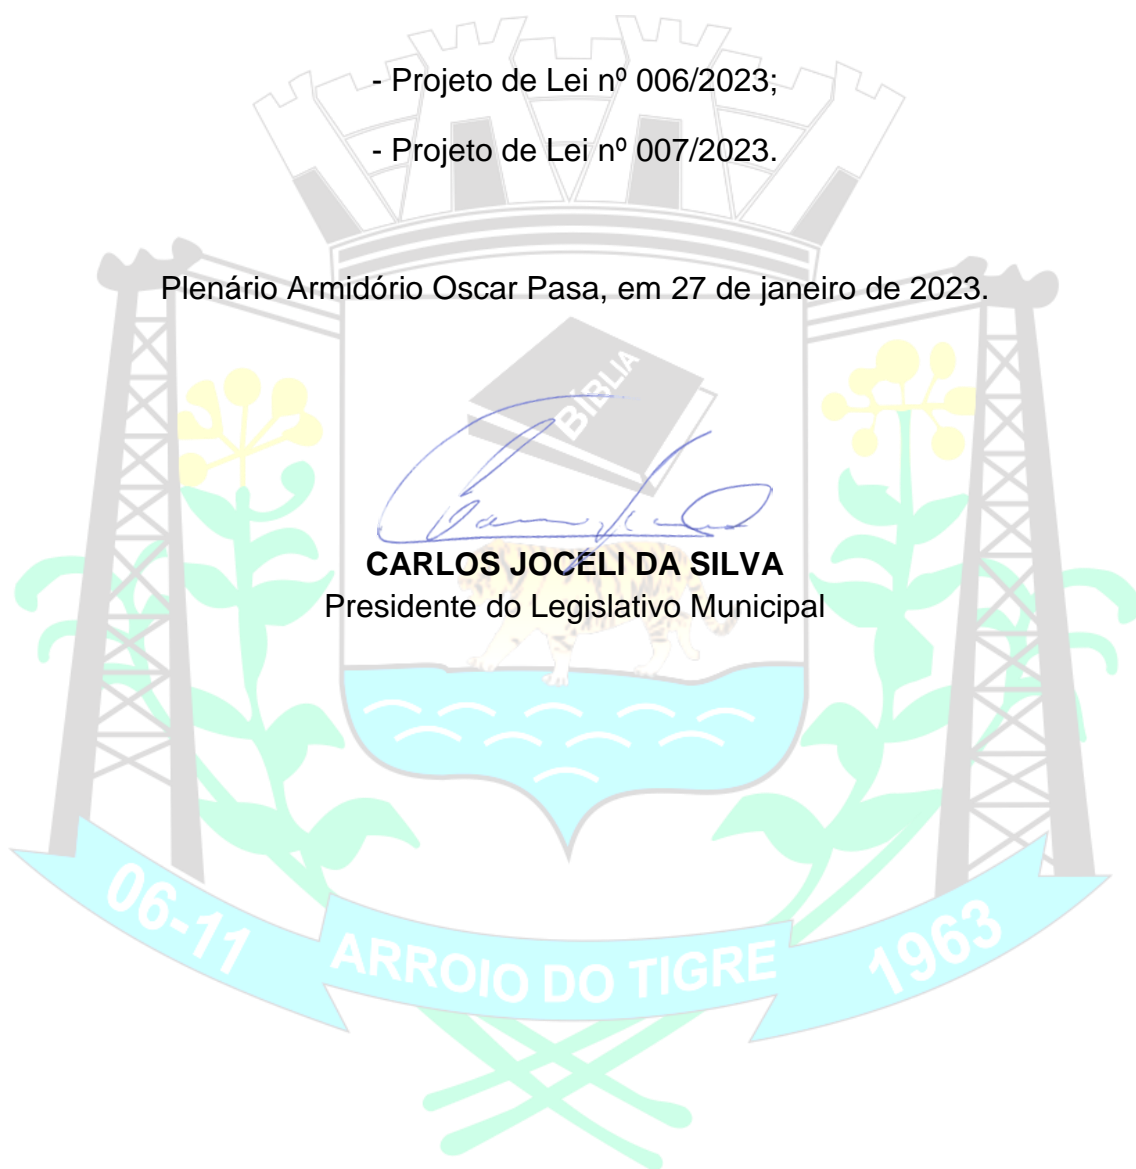 - Projeto de Lei nº 006/2023;
- Projeto de Lei nº 007/2023.
Plenário Armidório Oscar Pasa, em 27 de janeiro de 2023.
BÍBLIA
CARLOS JOCELI DA SILVA
Presidente do Legislativo Municipal
06-11 ARROIO DO TIGRE 1963